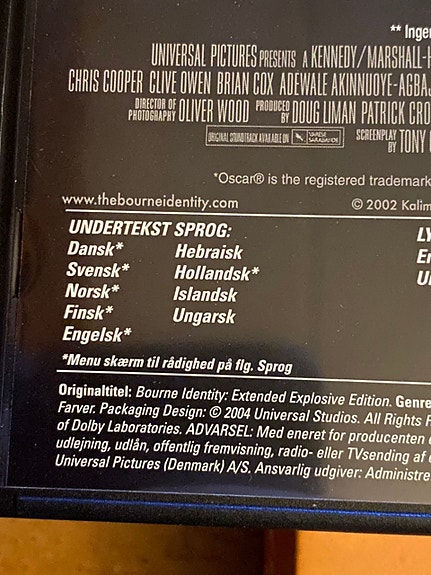 ** Inger
UNIVERSAL PICTURES PRESENTS A KENNEDY/MARSHALL-H
CHRIS COOPER CLIVE OWEN BRIAN COX ADEWALE AKINNUOYE-AGBAJ
DIRECTOR OF PHOTOGRAPHY OLIVER WOOD PRODUCED BY DOUG LIMAN PATRICK CRO
ORIGINAL SOUNDTRACK AVAILABLE ON VARÈSE SARABANDE SCREENPLAY BY TONY
*Oscar® is the registered trademark
www.thebourneidentity.com © 2002 Kalim
UNDERTEKST SPROG: LY
Dansk* Hebraisk En
Svensk* Hollandsk*
Norsk* Islandsk
Finsk* Ungarsk
Engelsk*
*Menu skærm til rådighed på flg. Sprog
Originaltitel: Bourne Identity: Extended Explosive Edition. Genre
Farver. Packaging Design: © 2004 Universal Studios. All Rights
of Dolby Laboratories. ADVARSEL: Med eneret for producenten
udlejning, udlån, offentlig fremvisning, radio- eller TVsending af
Universal Pictures (Denmark) A/S, Ansvarlig udgiver: Administre